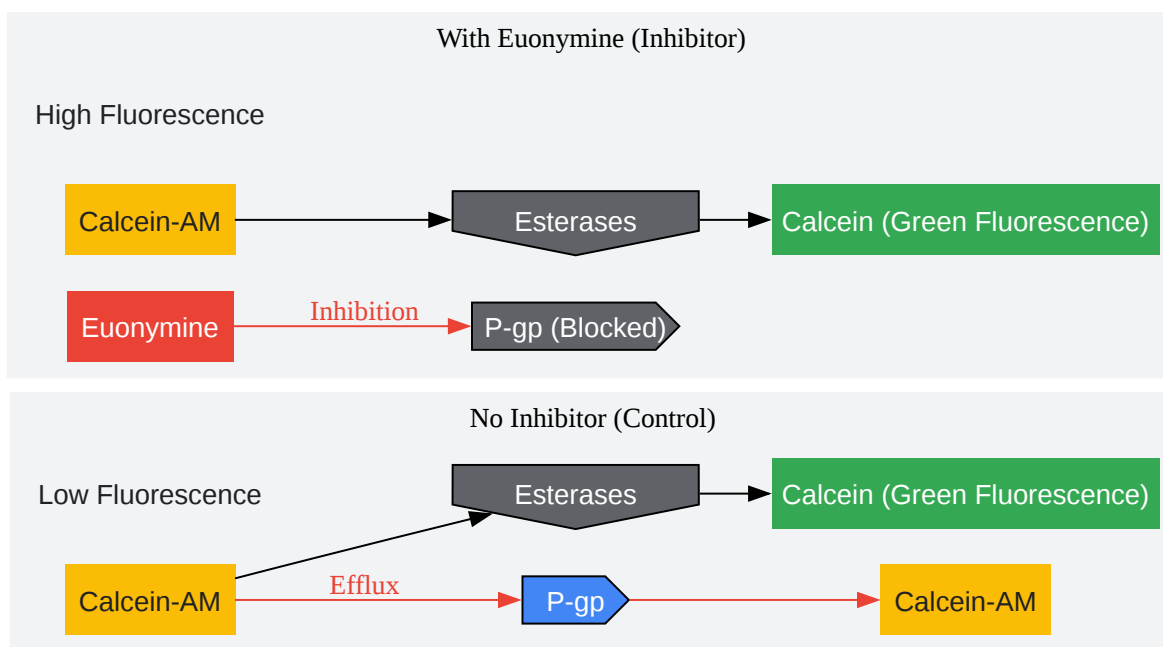 With Euonymine (Inhibitor)
High Fluorescence
Calcein-AM
Esterases
Calcein (Green Fluorescence)
Euonymine
Inhibition
P-gp (Blocked)
No Inhibitor (Control)
Low Fluorescence
Esterases
Calcein (Green Fluorescence)
Calcein-AM
Efflux
P-gp
Calcein-AM